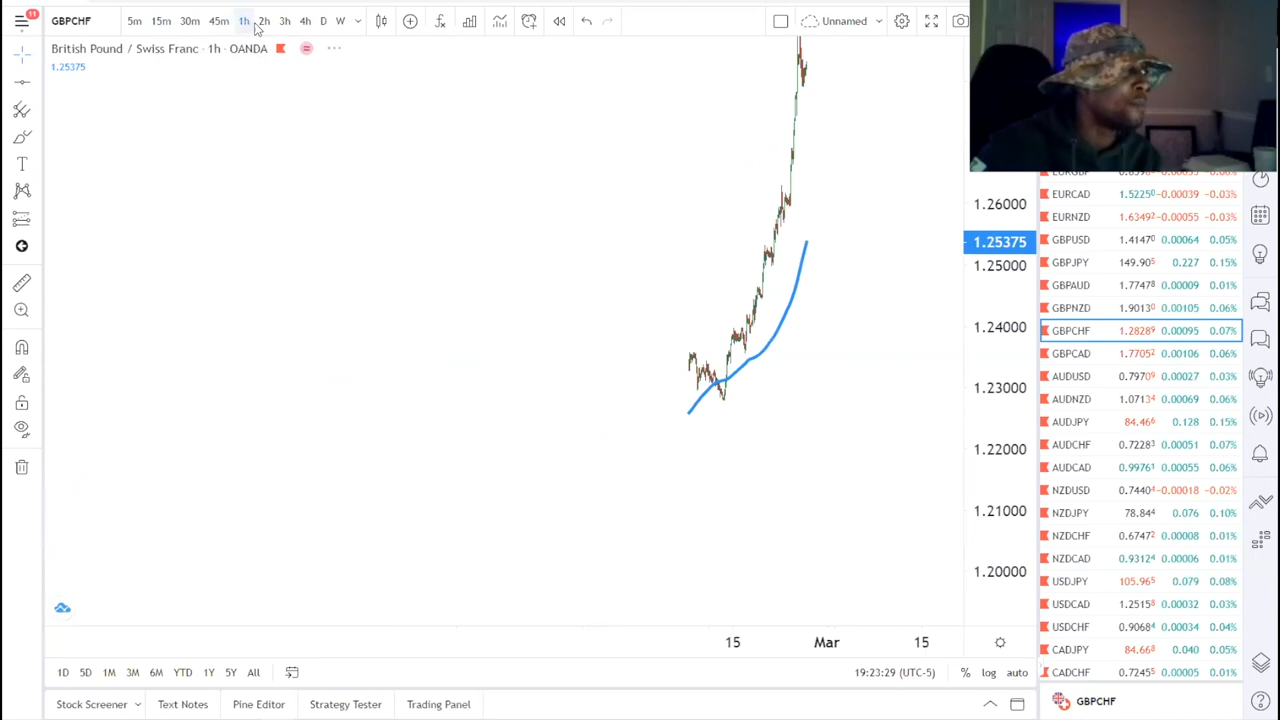 11
GBPCHF 5m 15m 30m 45m 1h 2h 3h 4h D W Unnamed
British Pound / Swiss Franc · 1h · OANDA
1.25375
1.26000
1.25375
1.25000
1.24000
1.23000
1.22000
1.21000
1.20000
15 Mar 15
EURCAD 1.52250 -0.00039 -0.03%
EURNZD 1.63492 -0.00055 -0.03%
GBPUSD 1.41470 0.00064 0.05%
GBPJPY 149.905 0.227 0.15%
GBPAUD 1.77478 0.00009 0.01%
GBPNZD 1.90130 0.00105 0.06%
GBPCHF 1.28289 0.00095 0.07%
GBPCAD 1.77052 0.00106 0.06%
AUDUSD 0.79709 0.00027 0.03%
AUDNZD 1.07134 0.00069 0.06%
AUDJPY 84.466 0.128 0.15%
AUDCHF 0.72283 0.00055 0.07%
AUDCAD 0.99761 0.00055 0.06%
NZDUSD 0.74404 -0.00018 -0.02%
NZDJPY 78.844 0.076 0.10%
NZDCHF 0.67472 0.00008 0.01%
NZDCAD 0.93124 0.00006 0.01%
USDJPY 105.965 0.079 0.08%
USDCAD 1.25158 0.00032 0.03%
USDCHF 0.90684 0.00034 0.04%
CADJPY 84.668 0.040 0.05%
CADCHF 0.72455 0.00015 0.02%
1D 5D 1M 3M 6M YTD 1Y 5Y All 19:23:29 (UTC-5) % log auto
Stock Screener Text Notes Pine Editor Strategy Tester Trading Panel GBPCHF